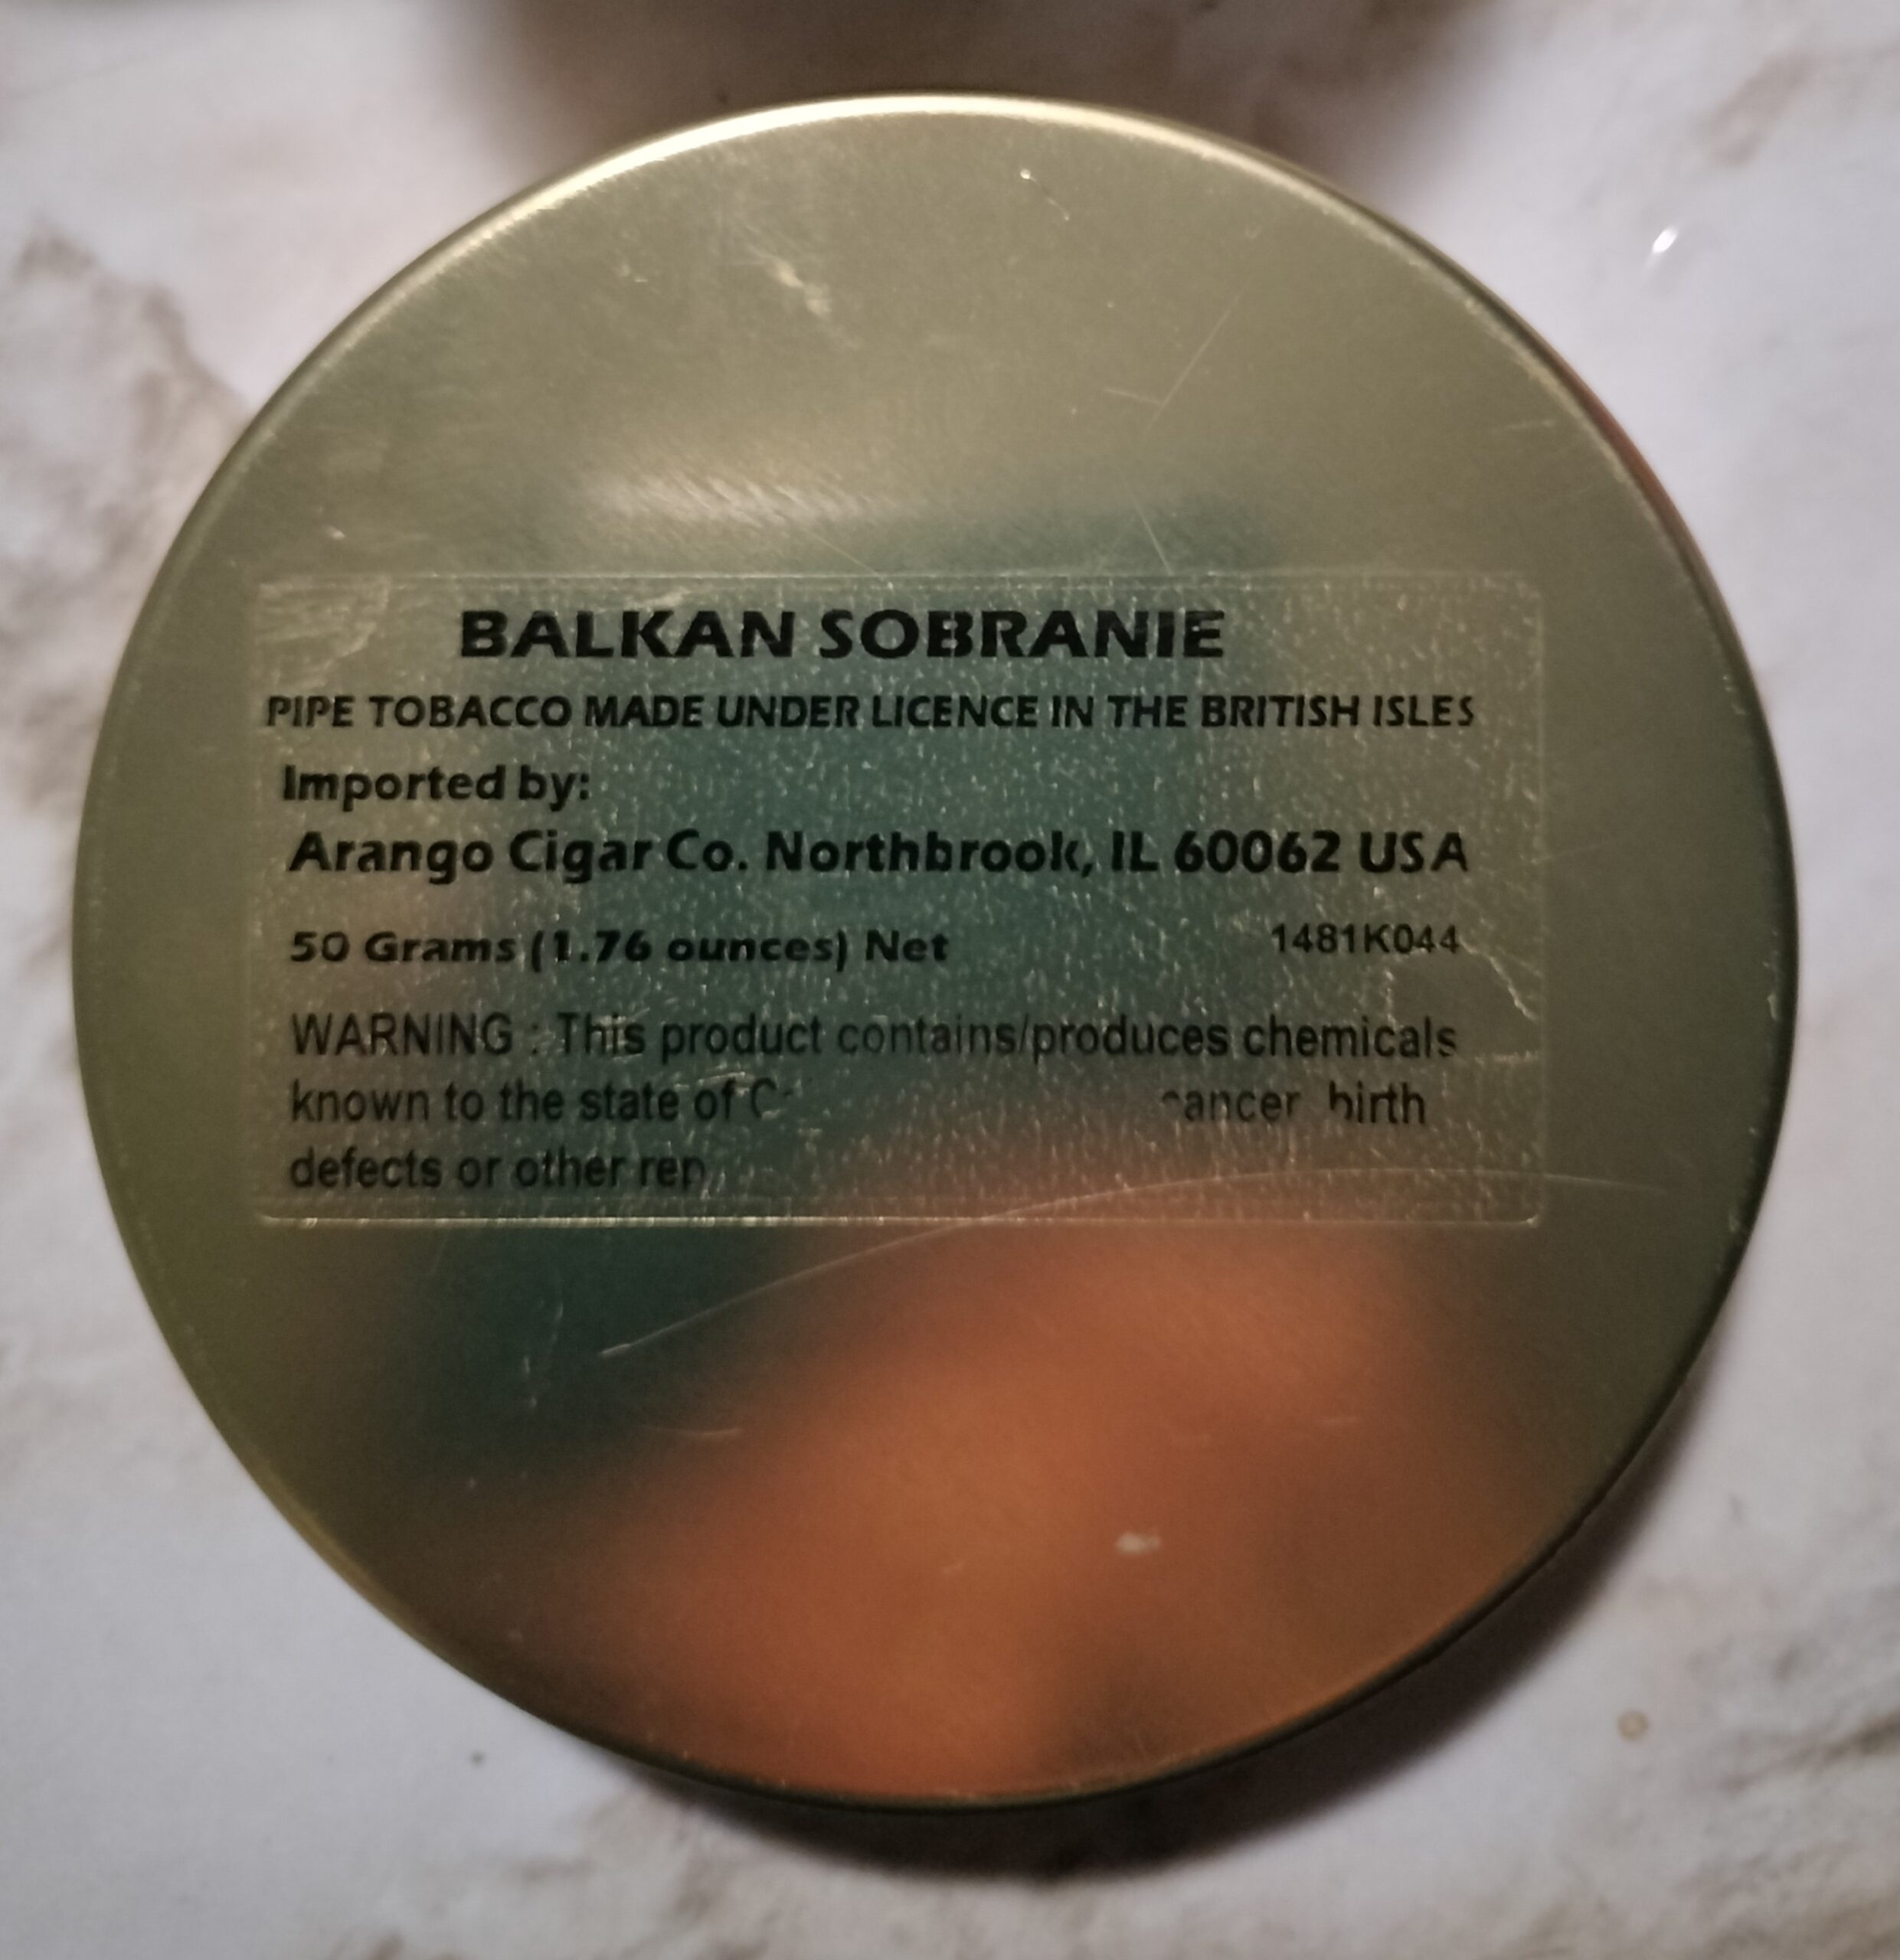 BALKAN SOBRANIE
PIPE TOBACCO MADE UNDER LICENCE IN THE BRITISH ISLES
Imported by:
Arango Cigar Co. Northbrook, IL 60062 USA
50 Grams (1.76 ounces) Net
1481K044
WARNING : This product contains/produces chemicals
known to the state of cancer birth
defects or other